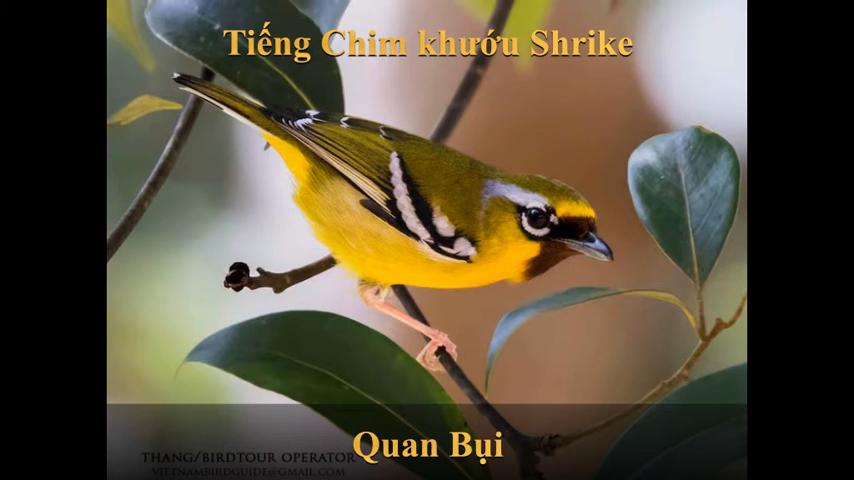 Tiếng Chim khướu Shrike
Quan Bụi
THANG/BIRDTOUR OPERATOR
VIETNAMBIRDGUIDE@GMAIL.COM